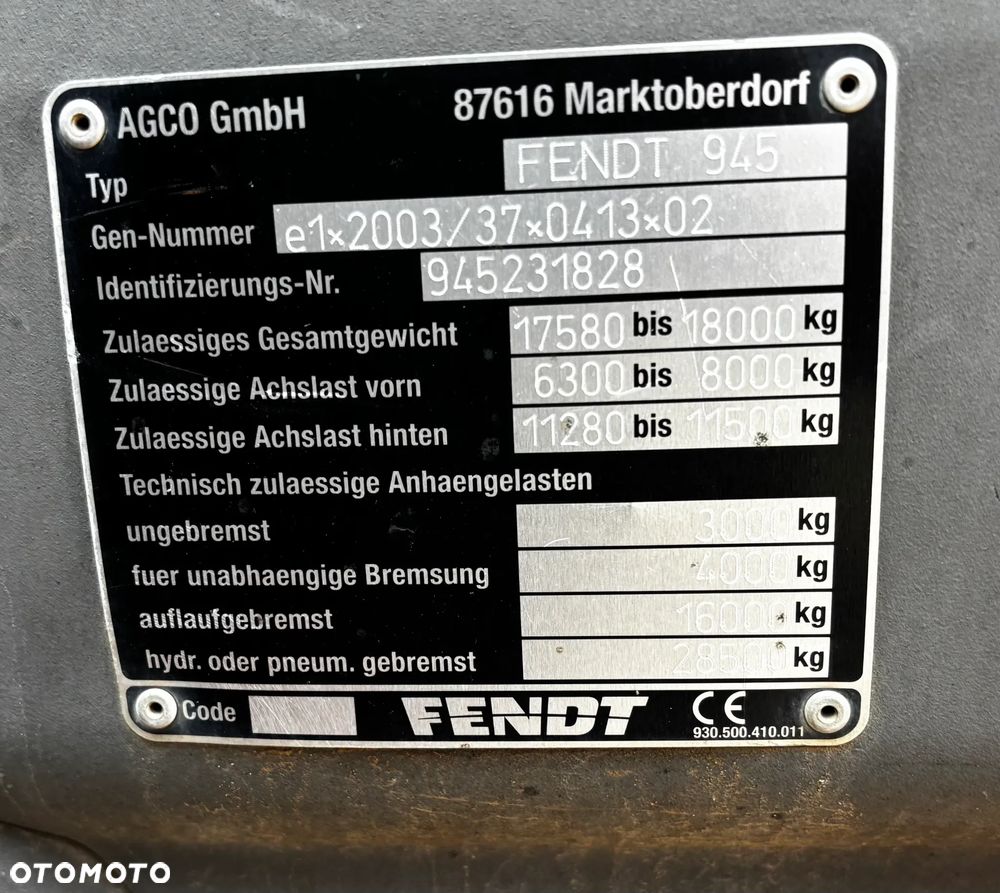 AGCO GmbH 87616 Marktoberdorf
Typ FENDT 945
Gen-Nummer e1×2003/37×0413×02
Identifizierungs-Nr. 945231828
Zulaessiges Gesamtgewicht 17580 bis 18000 kg
Zulaessige Achslast vorn 6300 bis 8000 kg
Zulaessige Achslast hinten 11280 bis 11500 kg
Technisch zulaessige Anhaengelasten
ungebremst 3000 kg
fuer unabhaengige Bremsung 4000 kg
auflaufgebremst 16000 kg
hydr. oder pneum. gebremst 28500 kg
Code FENDT CE
930.500.410.011
OTOMOTO